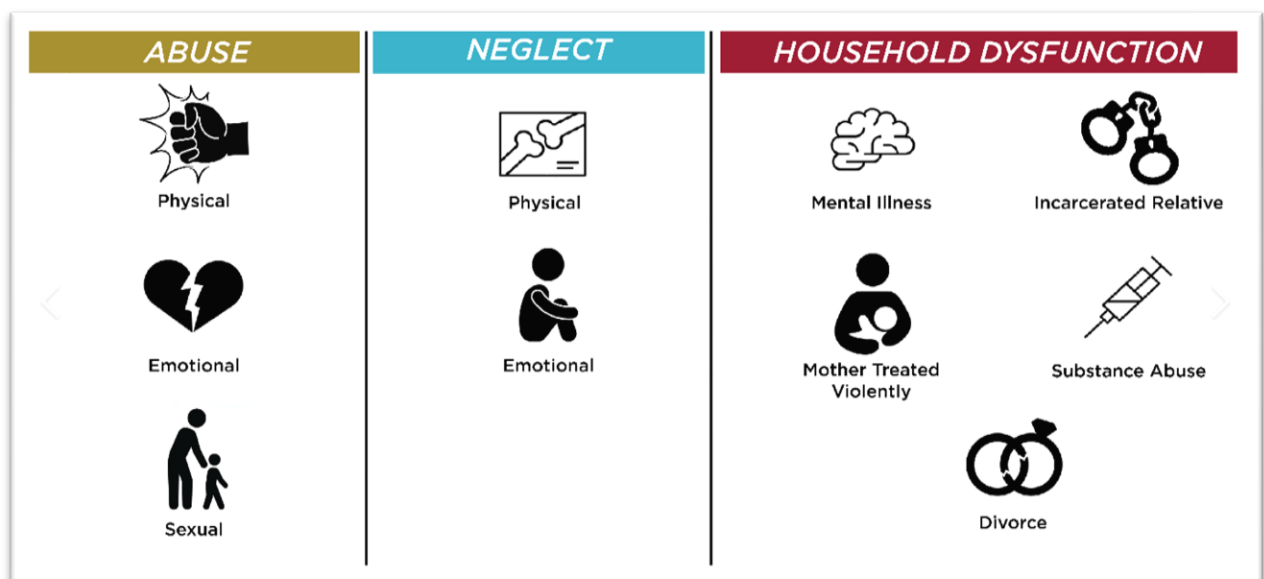 ABUSE
Physical
Emotional
Sexual
NEGLECT
Physical
Emotional
HOUSEHOLD DYSFUNCTION
Mental Illness
Incarcerated Relative
Mother Treated
Violently
Substance Abuse
Divorce